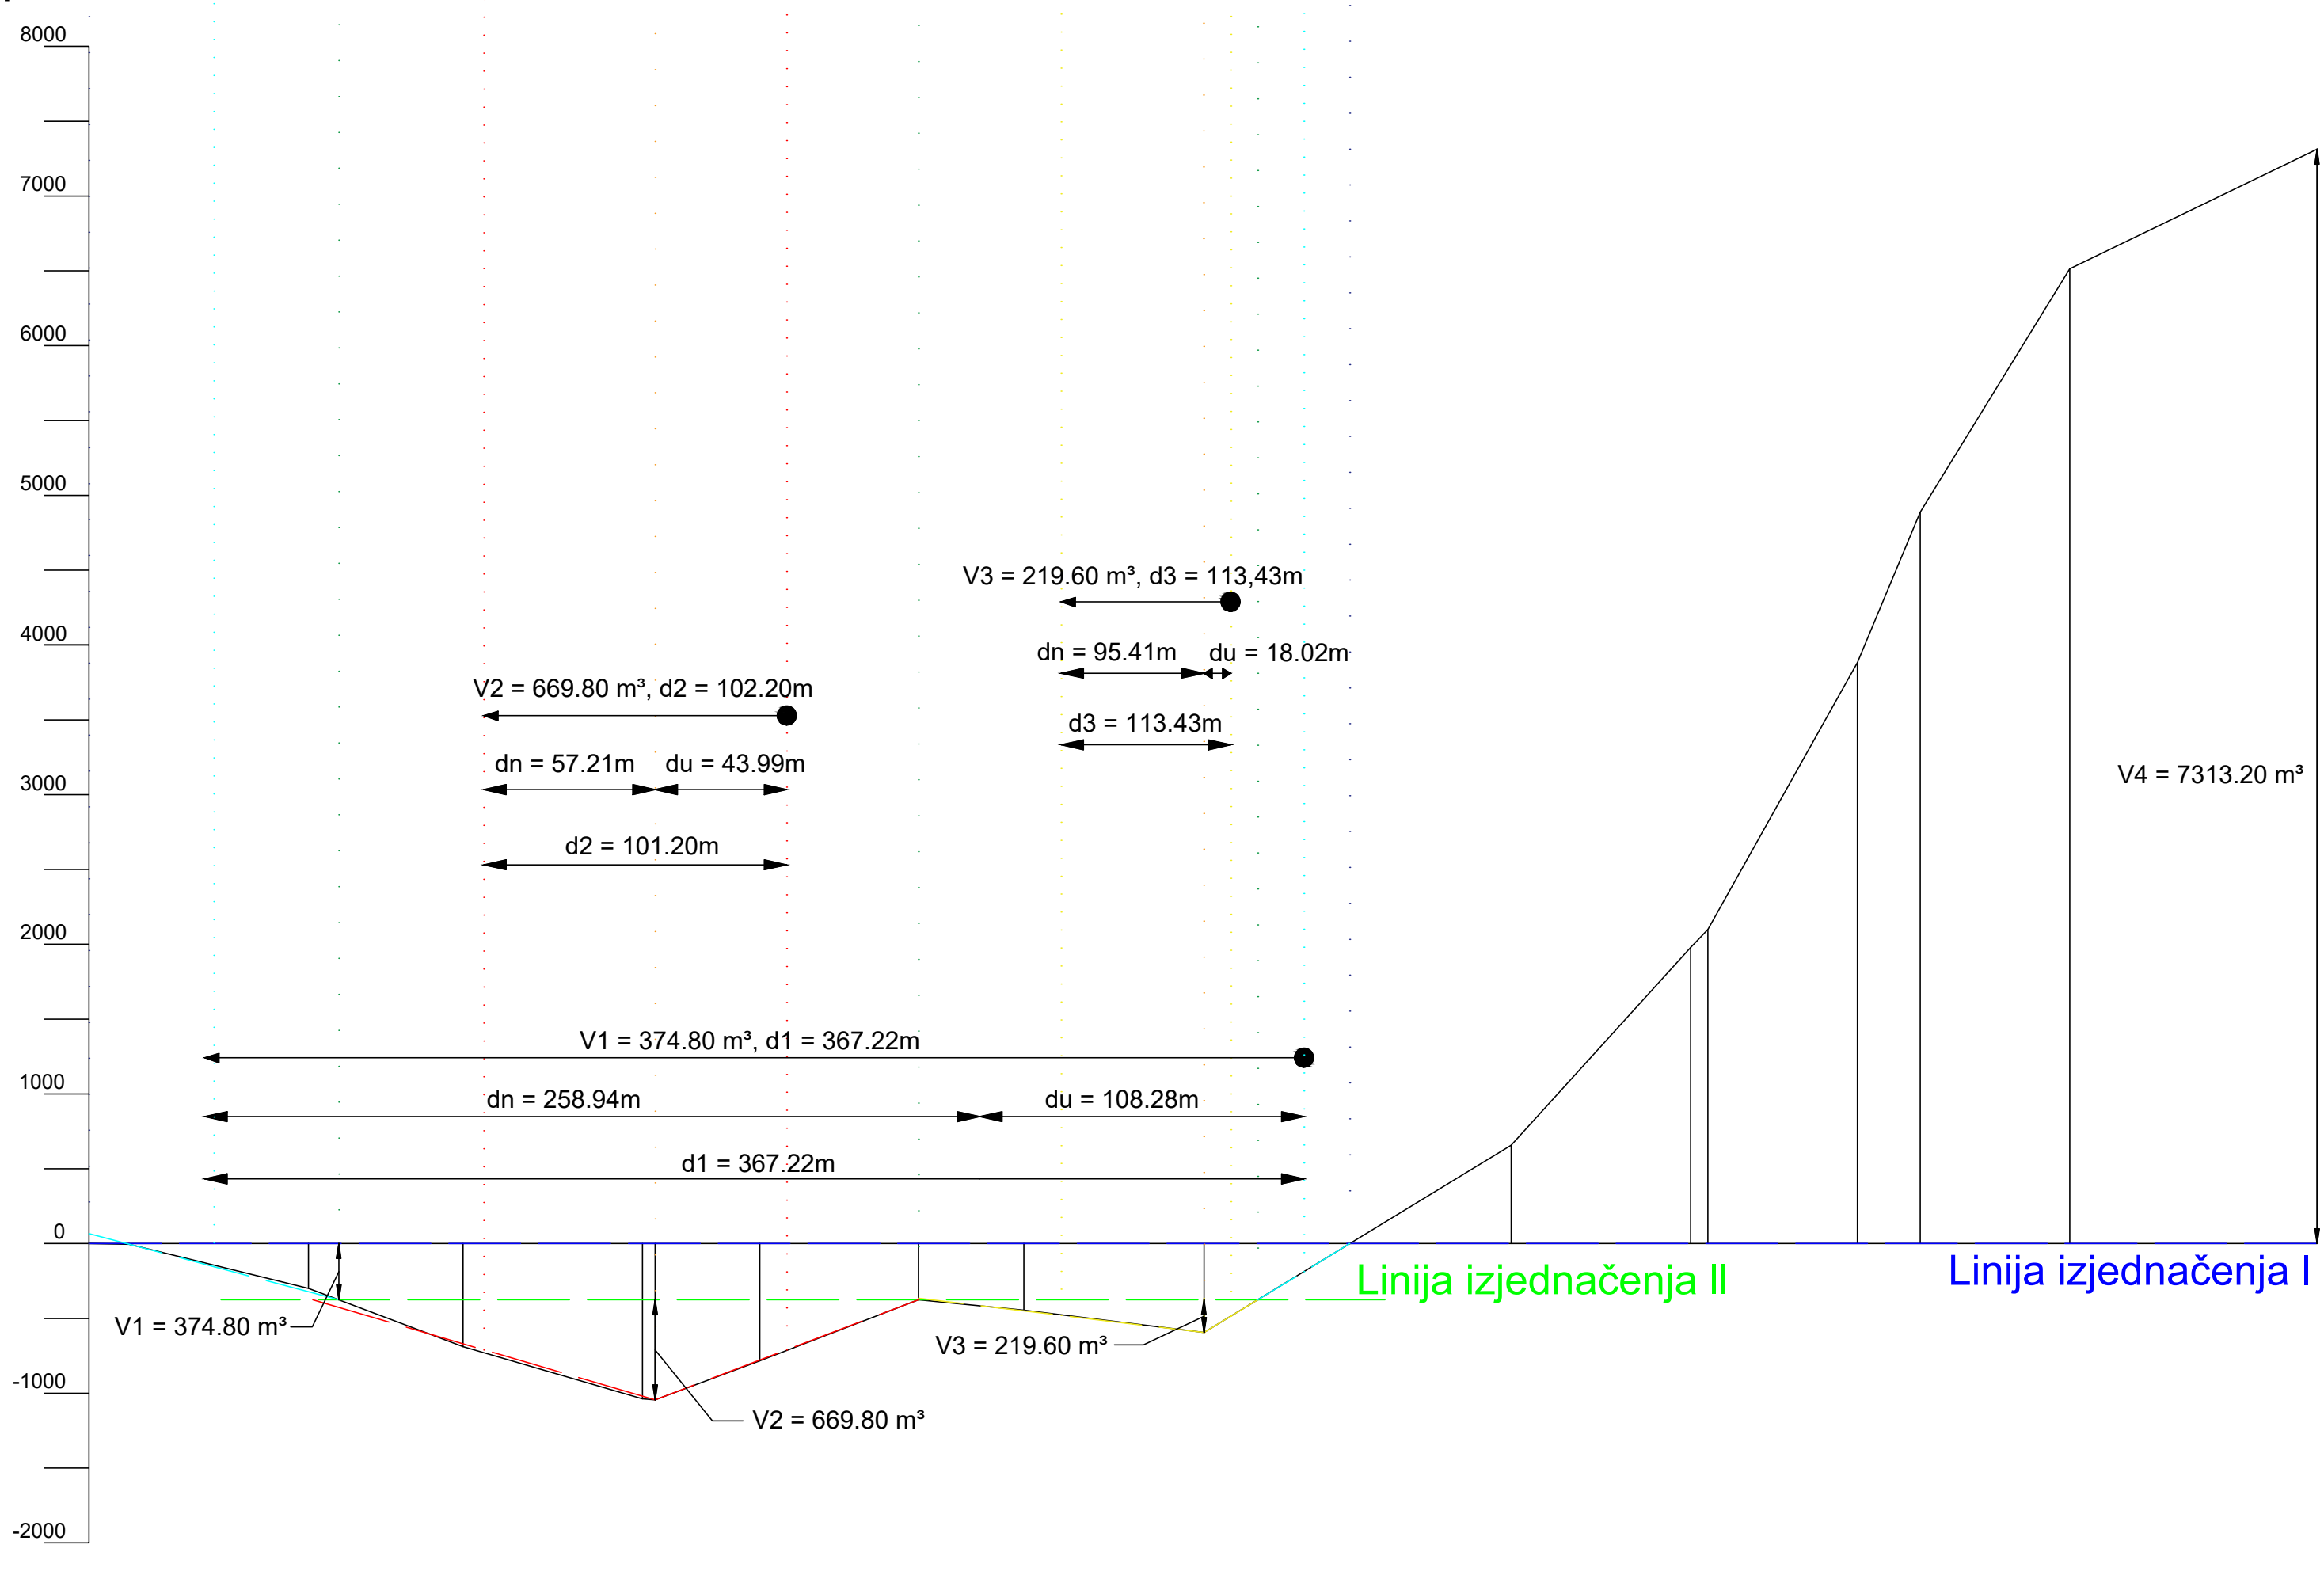 8000
7000
6000
5000
V3 = 219.60 m³, d3 = 113,43m
4000
dn = 95.41m
du = 18.02m
V2 = 669.80 m³, d2 = 102.20m
d3 = 113.43m
dn = 57.21m
du = 43.99m
3000
V4 = 7313.20 m³
d2 = 101.20m
2000
V1 = 374.80 m³, d1 = 367.22m
1000
dn = 258.94m
du = 108.28m
d1 = 367.22m
0
Linija izjednačenja II
Linija izjednačenja I
V1 = 374.80 m³
V3 = 219.60 m³
-1000
V2 = 669.80 m³
-2000